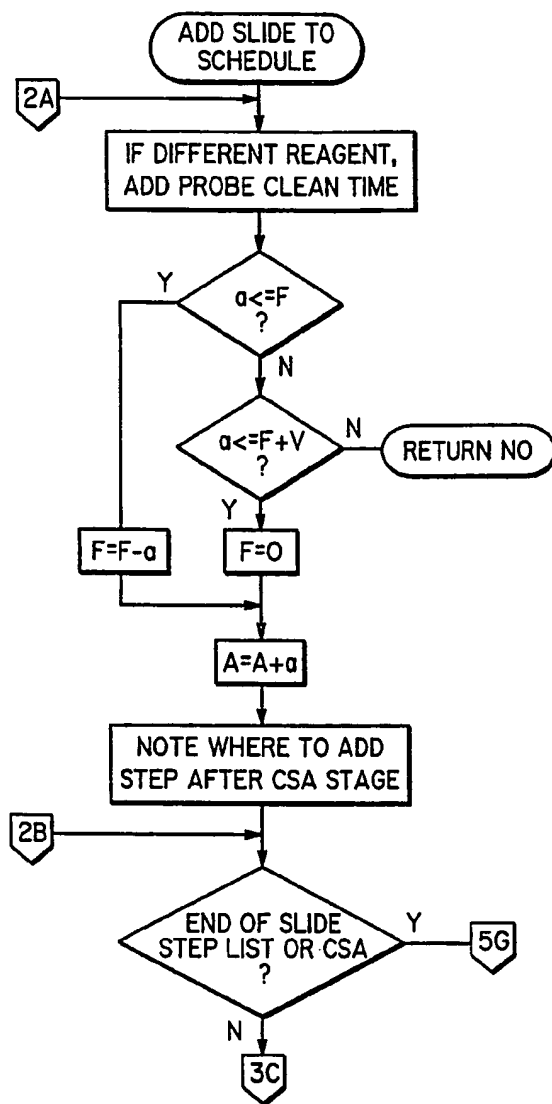 ADD SLIDE TO
SCHEDULE
2A
IF DIFFERENT REAGENT,
ADD PROBE CLEAN TIME
Y
a<=F
?
N
a<=F+V
?
N
RETURN NO
Y
F=F-a
F=O
A=A+a
NOTE WHERE TO ADD
STEP AFTER CSA STAGE
2B
END OF SLIDE
STEP LIST OR CSA
?
Y
5G
N
3C